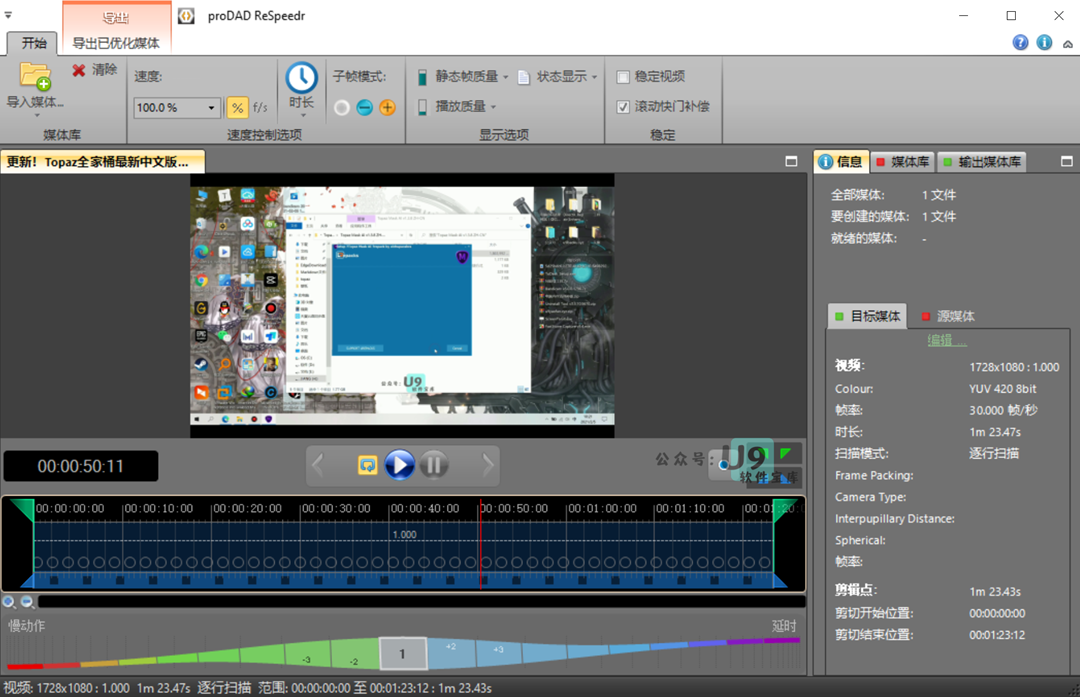 导出
proDAD ReSpeedr
开始
导出已优化媒体
导入媒体...
清除
速度:
100.0 %
%
f/s
时长
子帧模式:
静态帧质量
状态显示
播放质量
稳定视频
滚动快门补偿
媒体库
速度控制选项
显示选项
稳定
更新！Topaz全家桶最新中文版...
信息
媒体库
输出媒体库
全部媒体: 1 文件
要创建的媒体: 1 文件
就绪的媒体: -
目标媒体
源媒体
编辑 ...
视频: 1728x1080 : 1.000
Colour: YUV 420 8bit
帧率: 30.000 帧/秒
时长: 1m 23.47s
扫描模式: 逐行扫描
Frame Packing:
Camera Type:
Interpupillary Distance:
Spherical:
帧率:
剪辑点: 1m 23.43s
剪切开始位置: 00:00:00:00
剪切结束位置: 00:01:23:12
00:00:50:11
公众号:
U9
软件宝库
00:00:00:00
00:00:10:00
00:00:20:00
00:00:30:00
00:00:40:00
00:00:50:00
00:01:00:00
00:01:10:00
00:01:20:00
1.000
慢动作
延时
-3
-2
1
+2
+3
视频: 1728x1080 : 1.000 1m 23.47s 逐行扫描 范围: 00:00:00:00 至 00:01:23:12 : 1m 23.43s